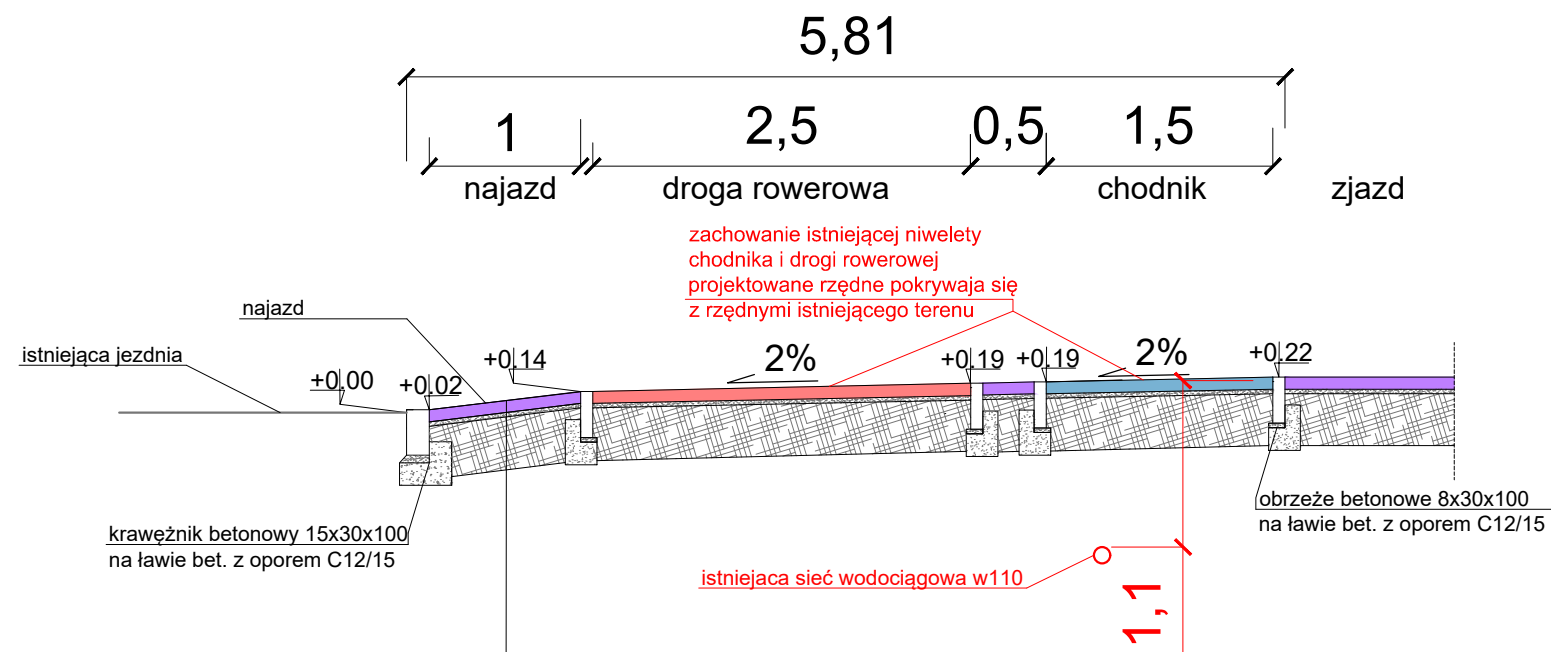 5,81
1
2,5
0,5
1,5
najazd
droga rowerowa
chodnik
zjazd
zachowanie istniejącej niwelety
chodnika i drogi rowerowej
projektowane rzędne pokrywaja się
z rzędnymi istniejącego terenu
najazd
istniejąca jezdnia
+0.00
+0.02
+0.14
2%
+0.19
+0.19
2%
+0.22
krawężnik betonowy 15x30x100
na ławie bet. z oporem C12/15
obrzeże betonowe 8x30x100
na ławie bet. z oporem C12/15
istniejaca sieć wodociągowa w110
1,1